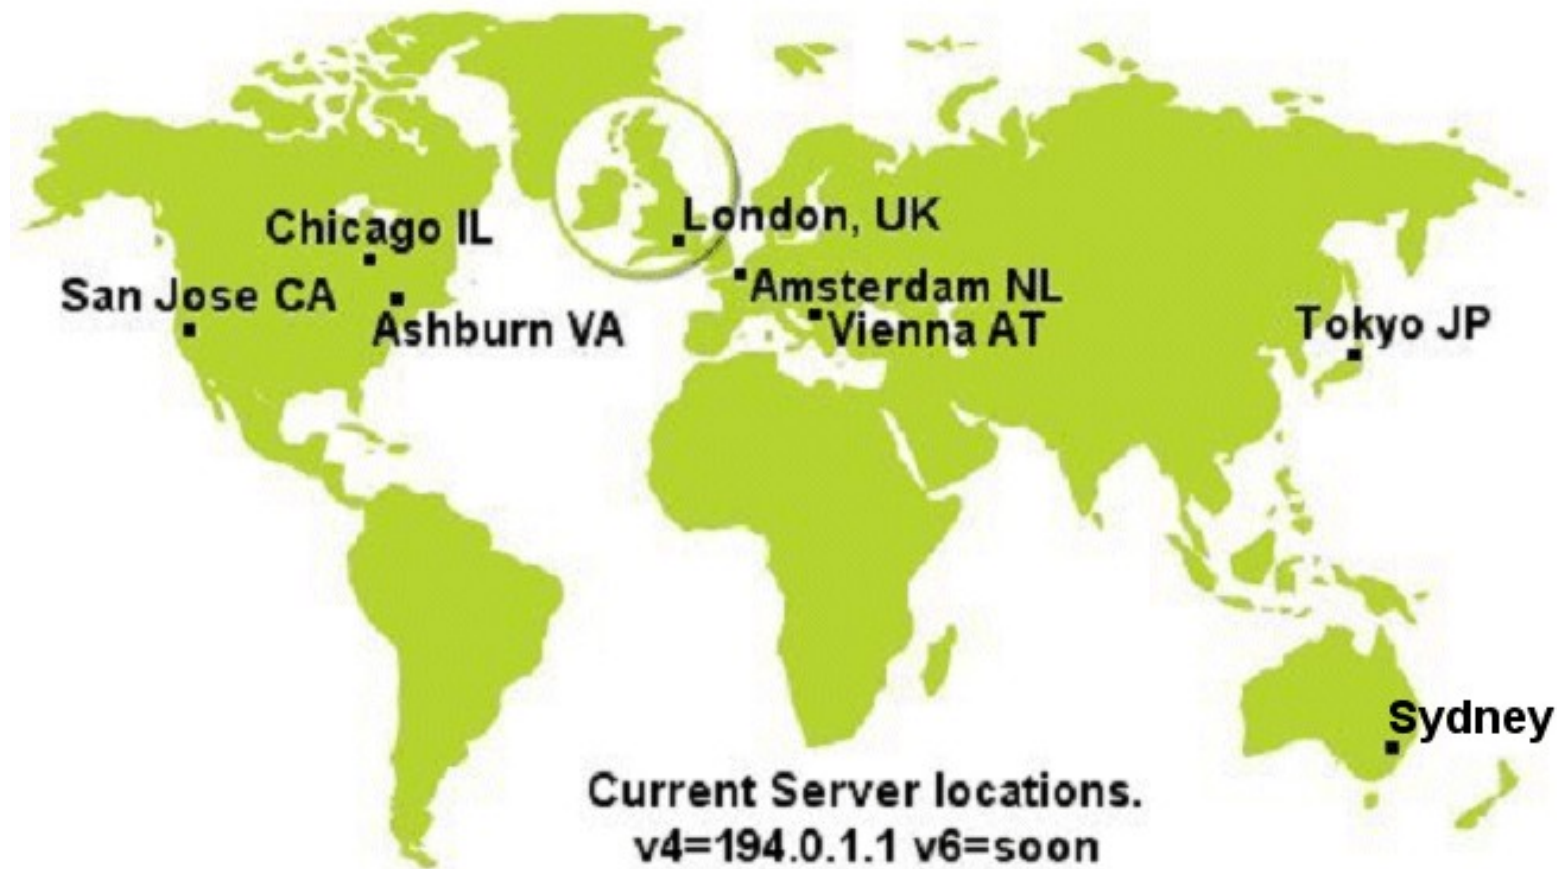 London, UK
Chicago IL
Amsterdam NL
San Jose CA
Ashburn VA
Vienna AT
Tokyo JP
Sydney
Current Server locations.
v4=194.0.1.1 v6=soon